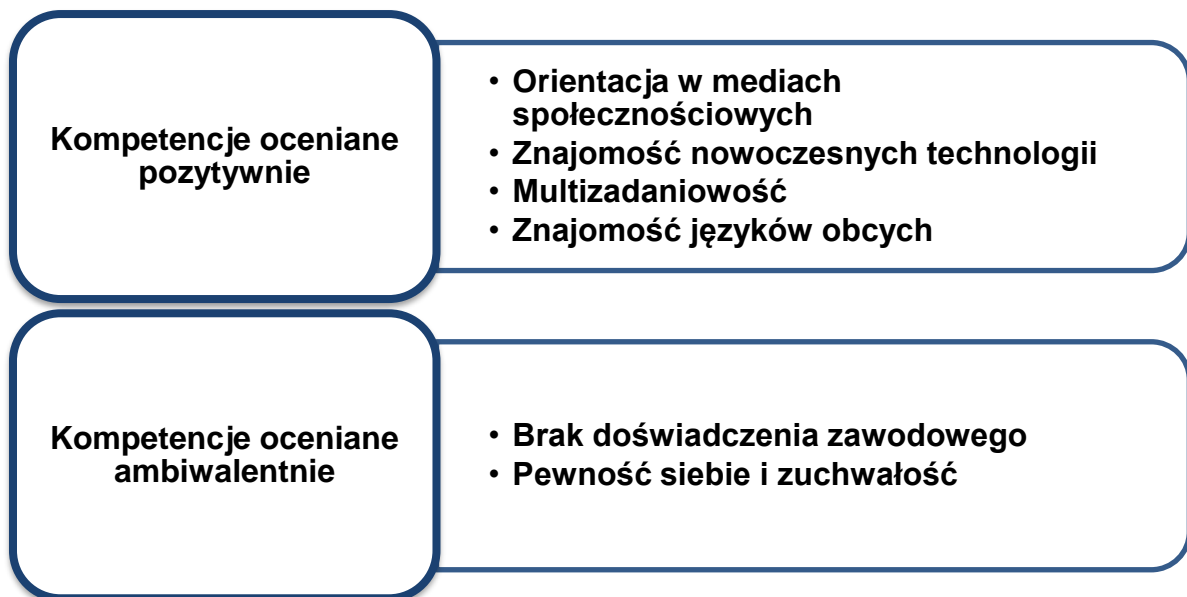 Kompetencje oceniane
pozytywnie
• Orientacja w mediach
społecznościowych
• Znajomość nowoczesnych technologii
• Multizadaniowość
• Znajomość języków obcych
Kompetencje oceniane
ambiwalentnie
• Brak doświadczenia zawodowego
• Pewność siebie i zuchwałość